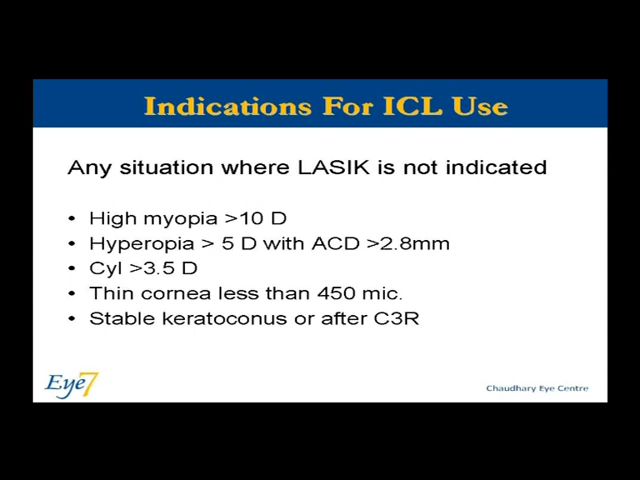 Indications For ICL Use
Any situation where LASIK is not indicated
• High myopia >10 D
• Hyperopia > 5 D with ACD >2.8mm
• Cyl >3.5 D
• Thin cornea less than 450 mic.
• Stable keratoconus or after C3R
Eye7
Chaudhary Eye Centre